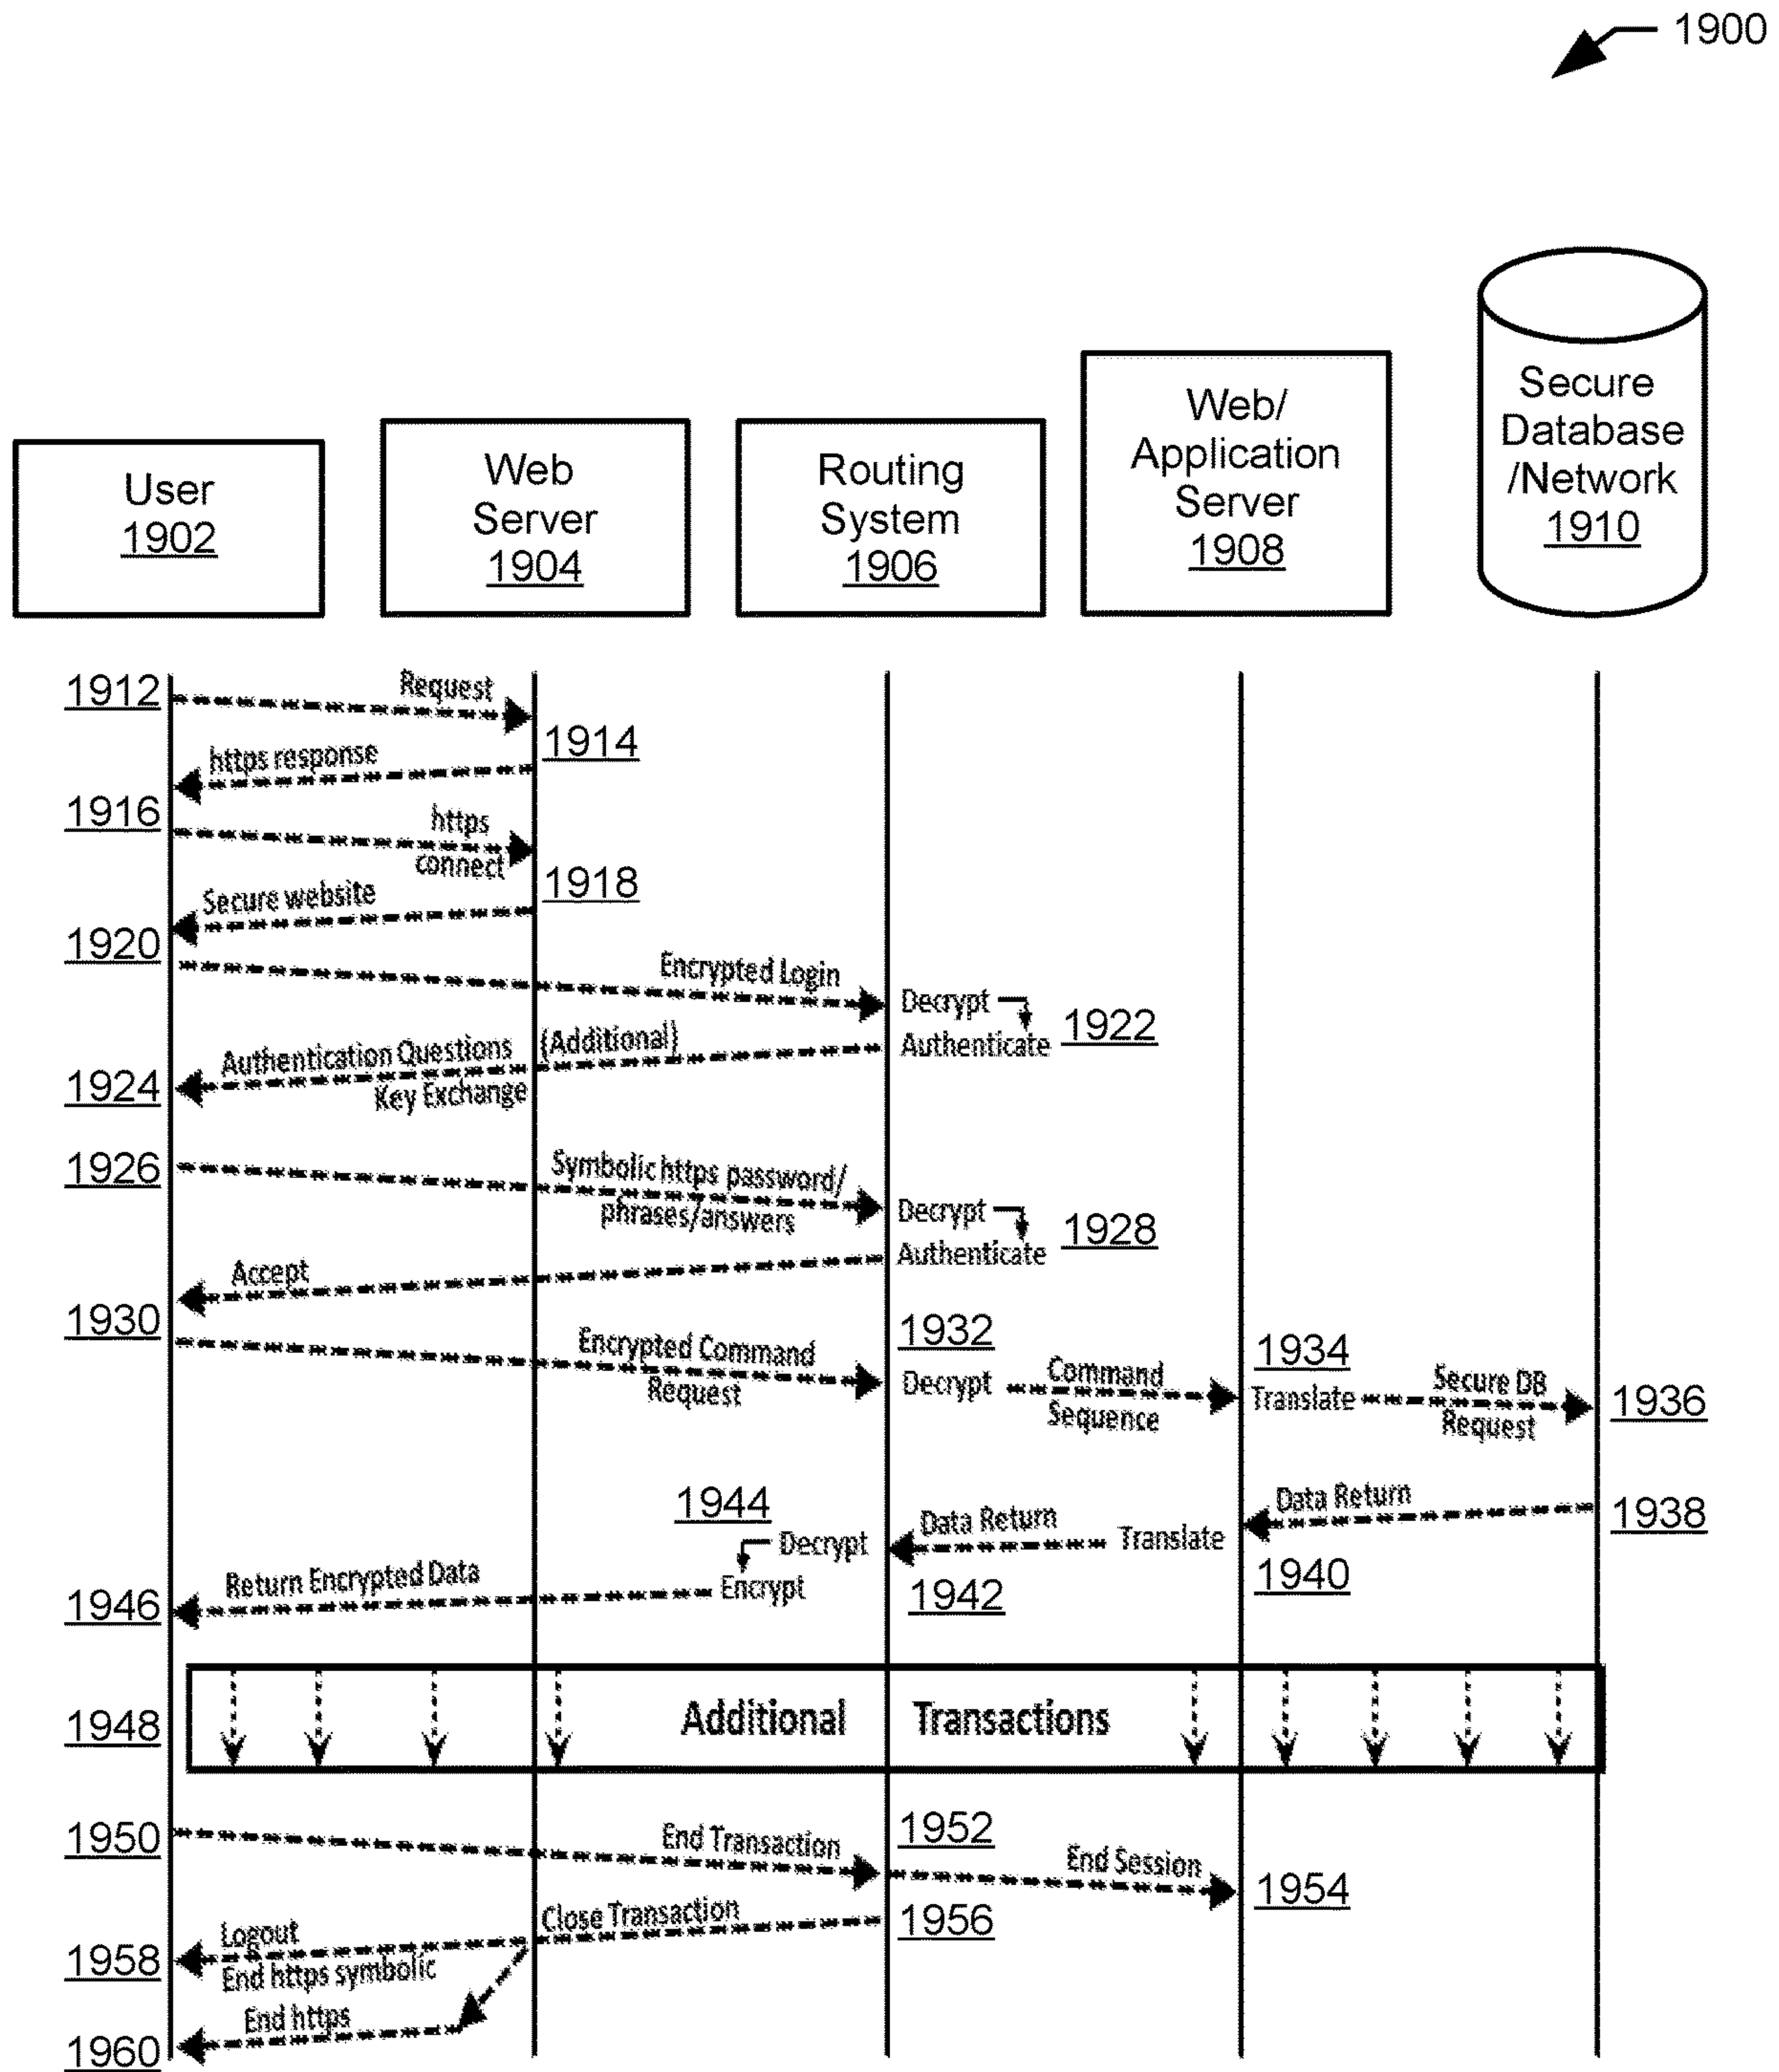 1900
User
1902
Web
Server
1904
Routing
System
1906
Web/
Application
Server
1908
Secure
Database
/Network
1910
1912
Request
1914
https response
1916
https
connect
1918
Secure website
1920
Encrypted Login
Decrypt
1922
Authenticate
(Additional)
Authentication Questions
1924
Key Exchange
1926
Symbolic https password/
phrases/answers
Decrypt
1928
Authenticate
Accept
1930
Encrypted Command
Request
1932
Decrypt
Command
Sequence
1934
Translate
Secure DB
Request
1936
Data Return
1938
1940
Translate
Data Return
1942
1944
Decrypt
Encrypt
Return Encrypted Data
1946
1948
Additional Transactions
1950
End Transaction
1952
End Session
1954
1956
Close Transaction
Logout
1958
End https symbolic
End https
1960